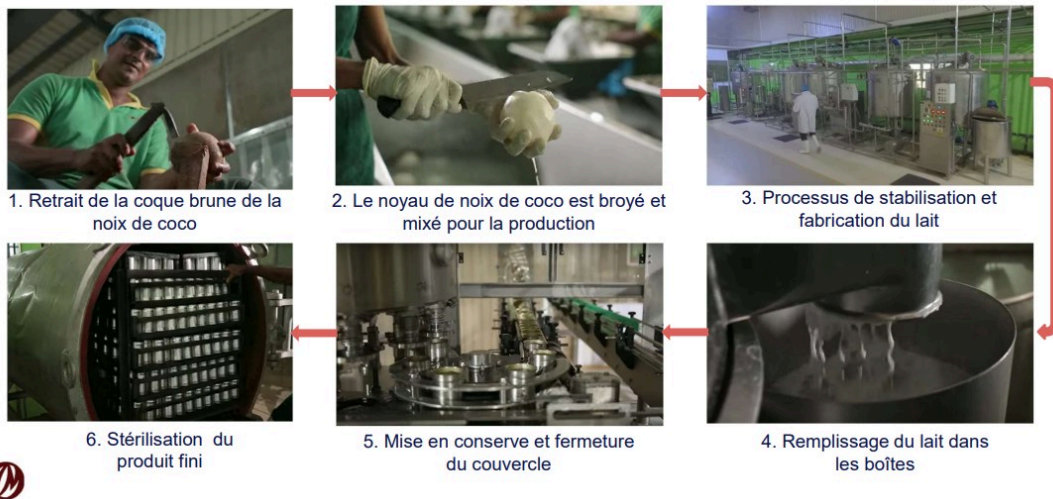 1. Retrait de la coque brune de la
noix de coco
2. Le noyau de noix de coco est broyé et
mixé pour la production
3. Processus de stabilisation et
fabrication du lait
4. Remplissage du lait dans
les boîtes
5. Mise en conserve et fermeture
du couvercle
6. Stérilisation du
produit fini